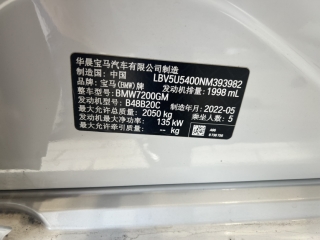 华晨宝马汽车有限公司制造
制造国：中国 LBV5U5400NM393982
品牌：宝马(BMW)牌 发动机排量：1998 mL
整车型号：BMW7200GM
发动机型号：B48B20C 制造年月：2022-05
最大允许总质量：2050 kg 乘坐人数：5
发动机最大净功率：135 kW
最大允许牵引质量：-- kg